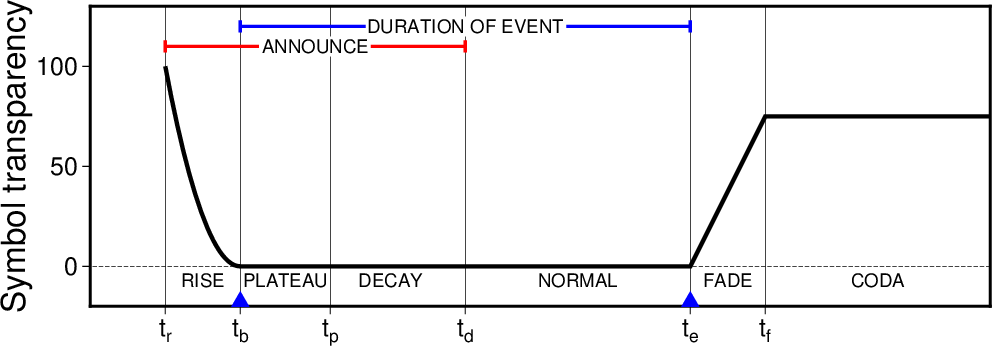 DURATION OF EVENT
ANNOUNCE
Symbol transparency
100
50
0
RISE PLATEAU DECAY NORMAL FADE CODA
tr tb tp td te tf